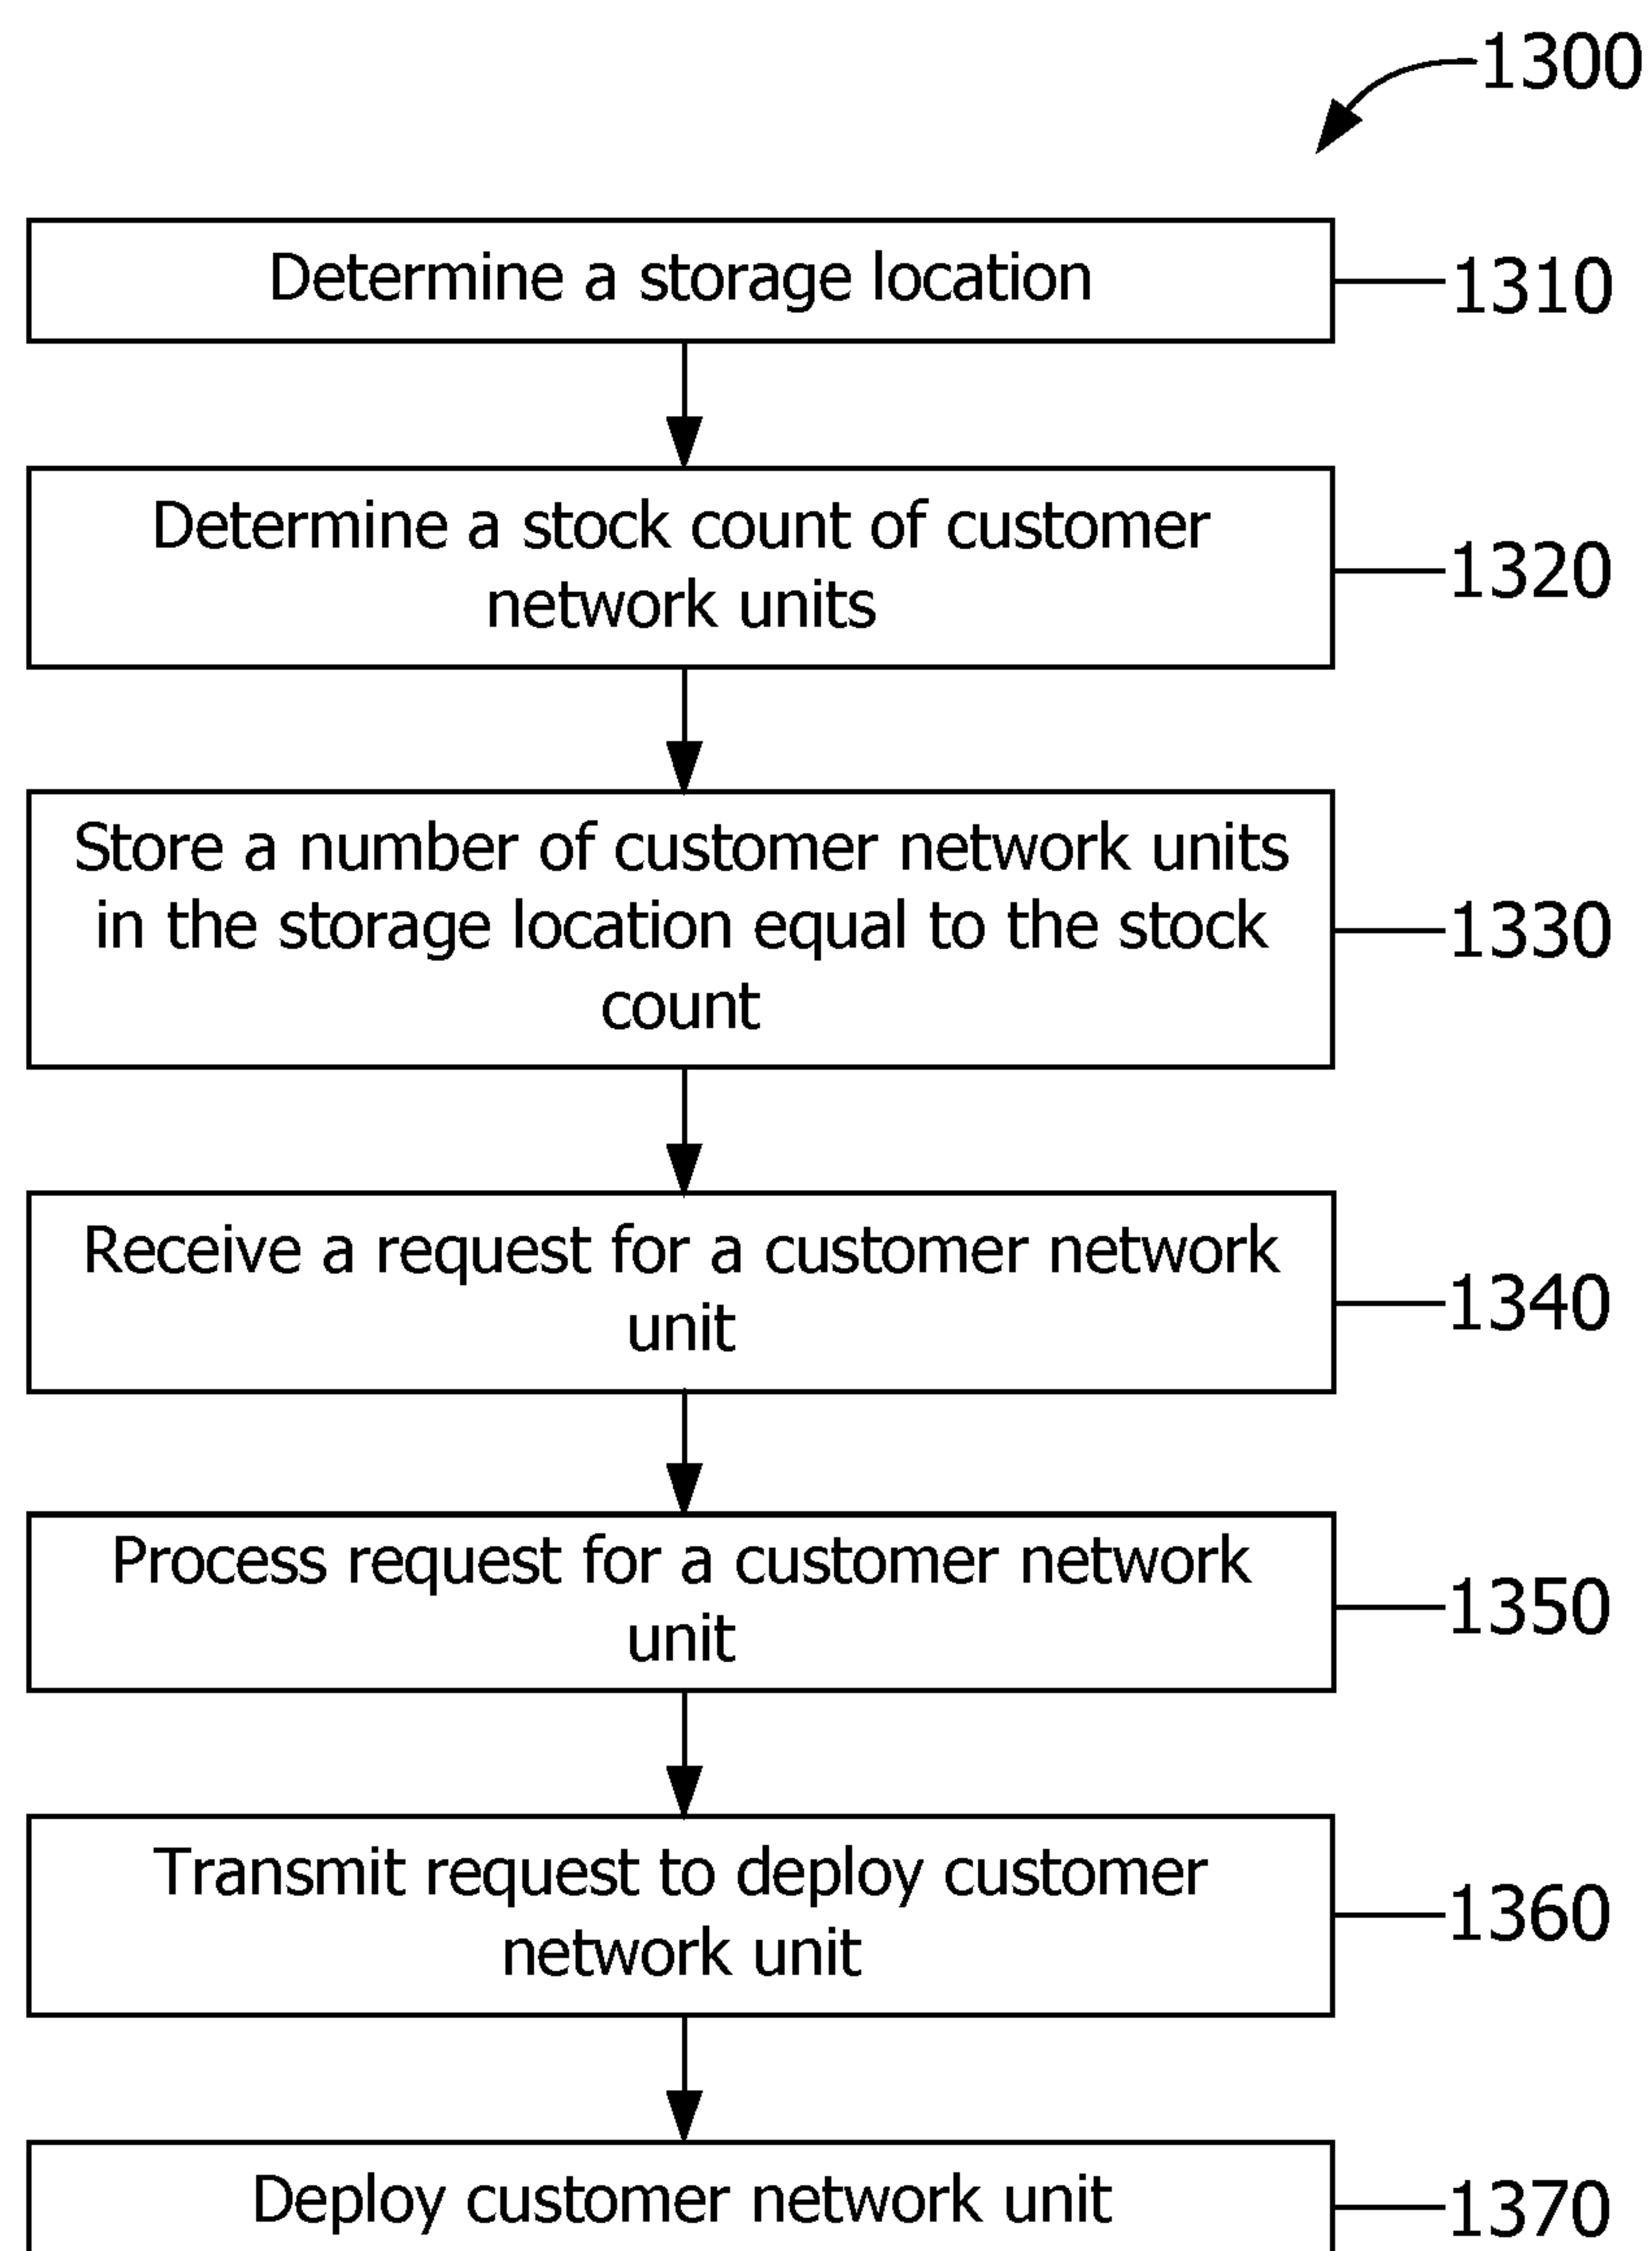 1300
Determine a storage location
1310
Determine a stock count of customer
network units
1320
Store a number of customer network units
in the storage location equal to the stock
count
1330
Receive a request for a customer network
unit
1340
Process request for a customer network
unit
1350
Transmit request to deploy customer
network unit
1360
Deploy customer network unit
1370